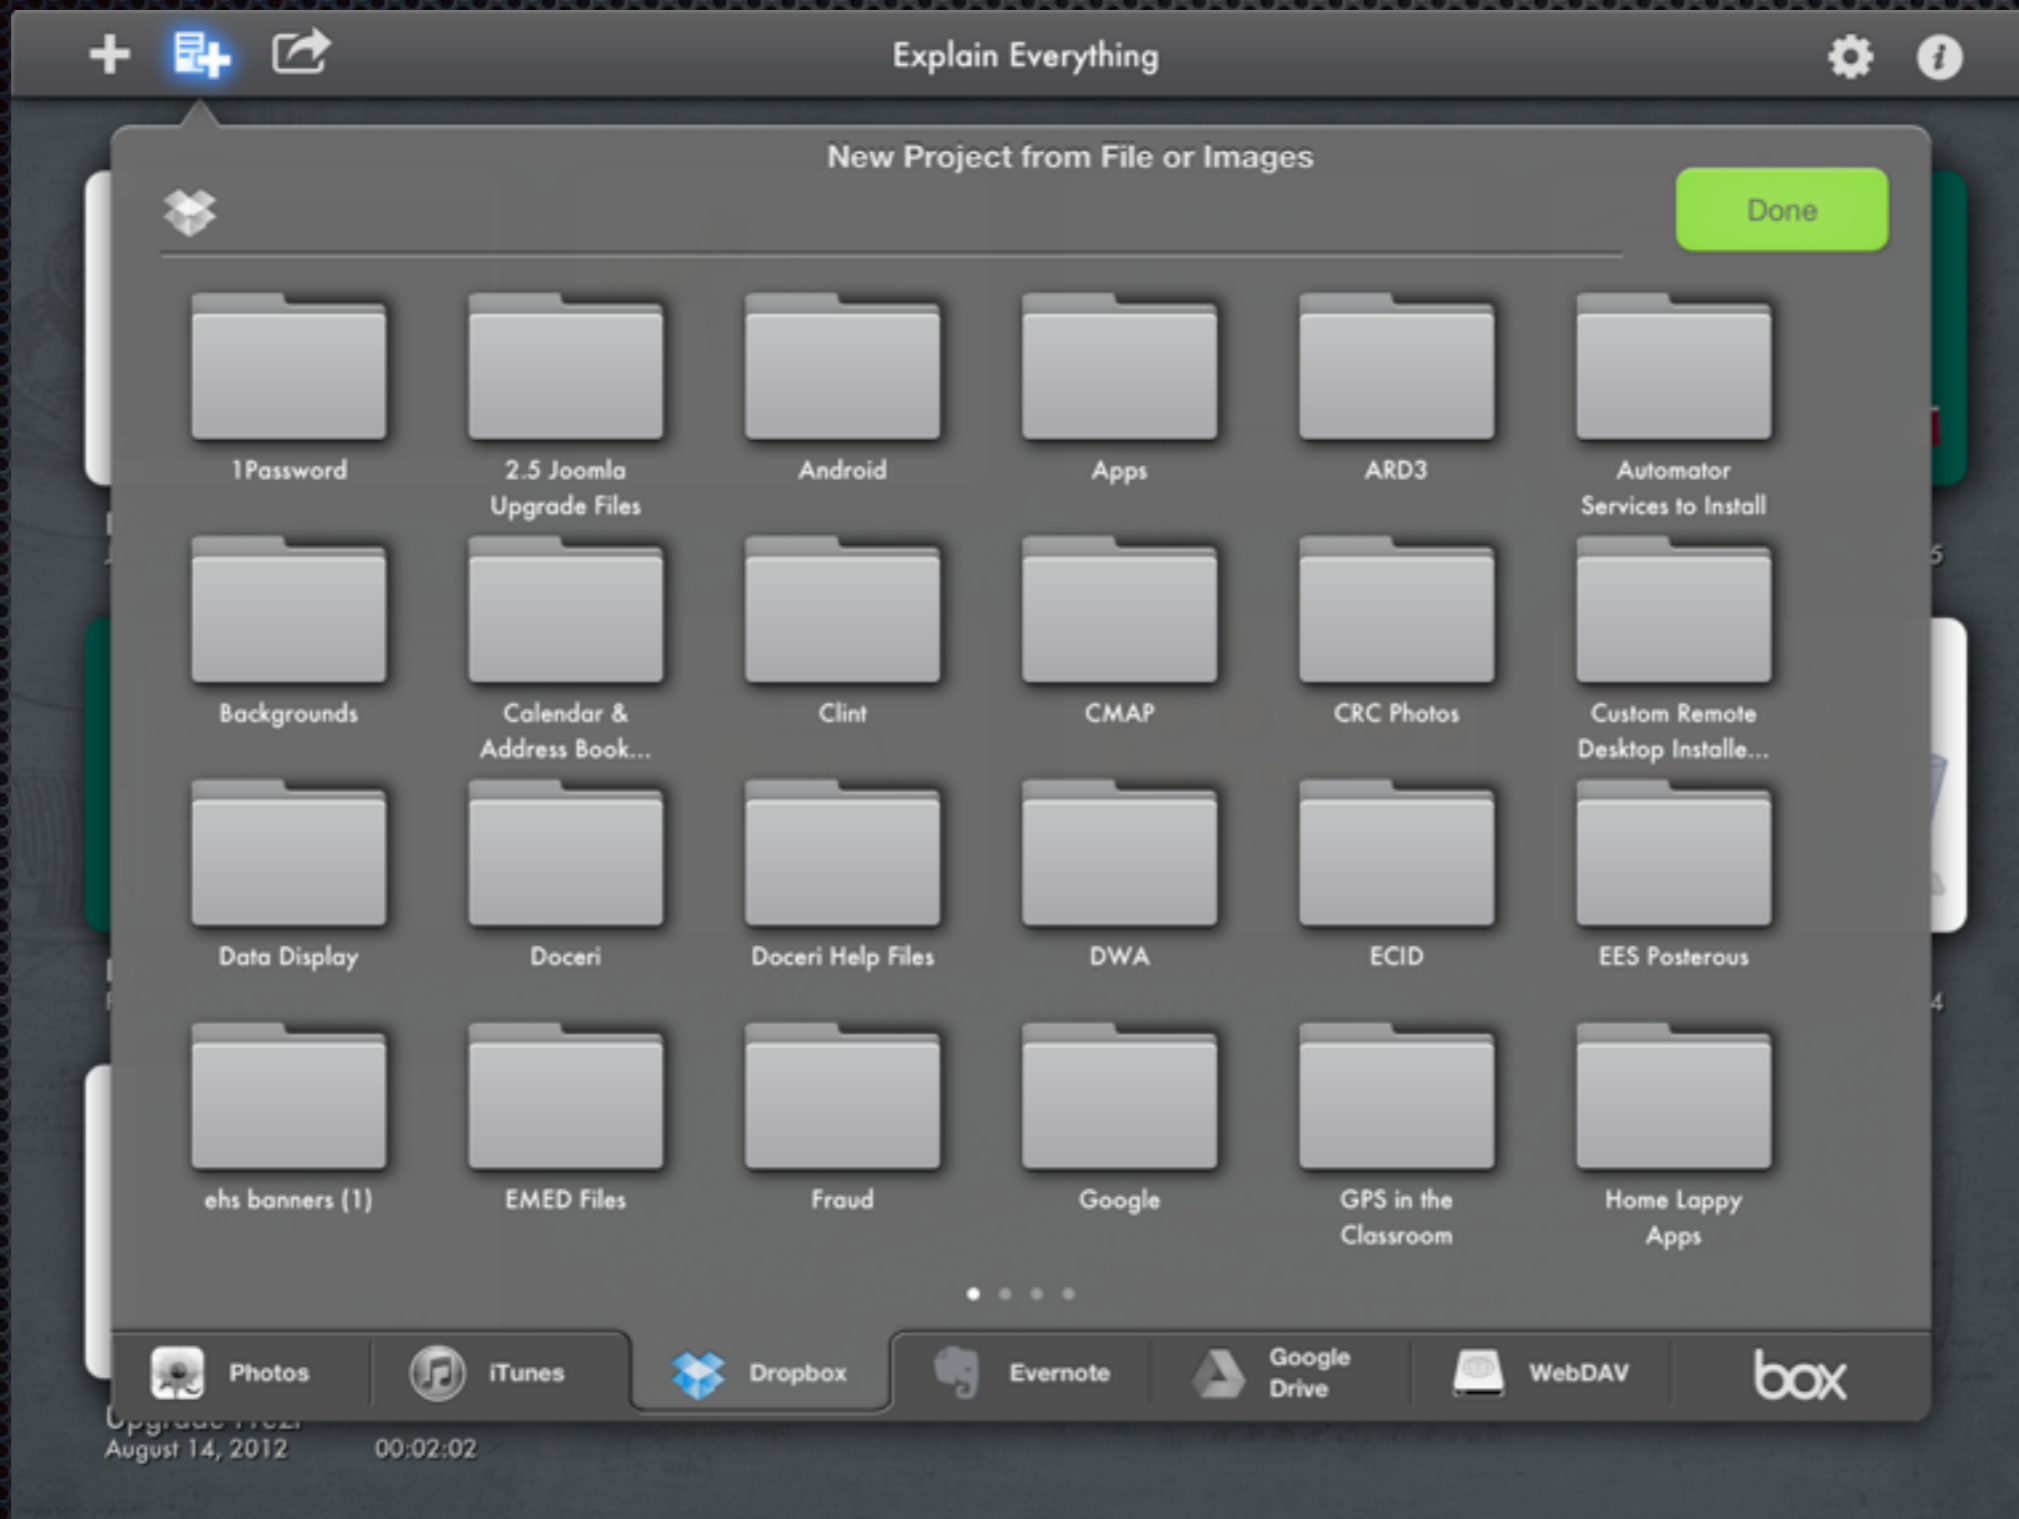 Explain Everything
New Project from File or Images
Done
1Password
2.5 Joomla
Upgrade Files
Android
Apps
ARD3
Automator
Services to Install
Backgrounds
Calendar &
Address Book...
Clint
CMAP
CRC Photos
Custom Remote
Desktop Installe...
Data Display
Doceri
Doceri Help Files
DWA
ECID
EES Posterous
ehs banners (1)
EMED Files
Fraud
Google
GPS in the
Classroom
Home Lappy
Apps
Photos
iTunes
Dropbox
Evernote
Google
Drive
WebDAV
box
Upgrade Prezi
August 14, 2012 00:02:02